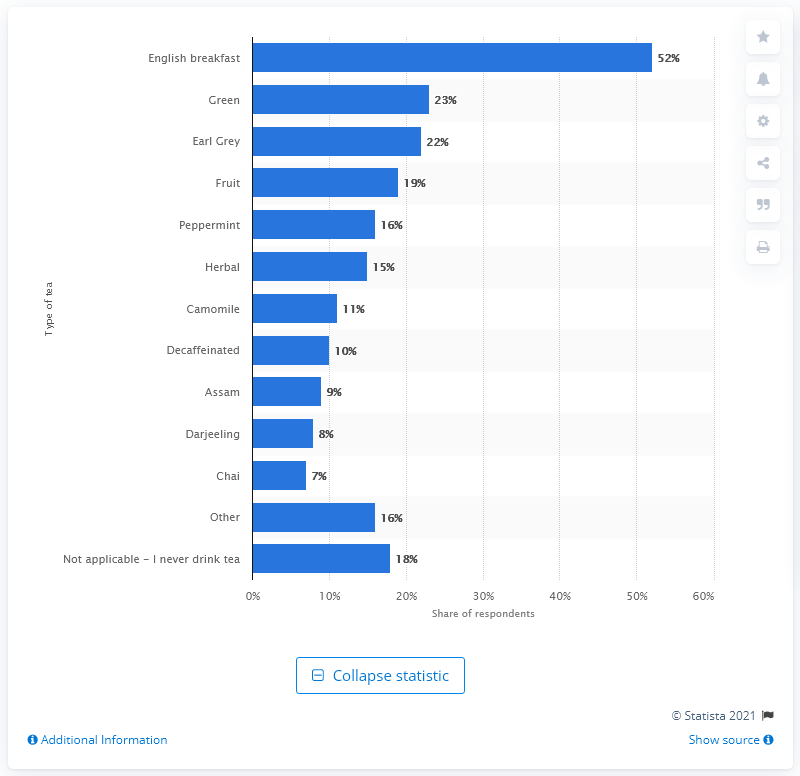 English breakfast 52%
Green 23%
Earl Grey 22%
Fruit 19%
Peppermint 16%
Herbal 15%
Camomile 11%
Decaffeinated 10%
Assam 9%
Darjeeling 8%
Chai 7%
Other 16%
Not applicable - I never drink tea 18%
Type of tea
0% 10% 20% 30% 40% 50% 60%
Share of respondents
Collapse statistic
© Statista 2021
Additional Information Show source